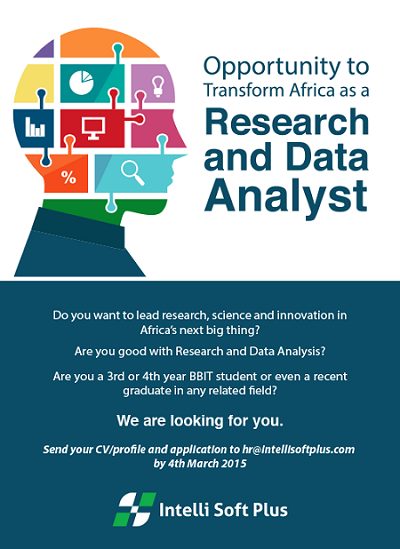 Opportunity to
Transform Africa as a
Research
and Data
Analyst
%
Do you want to lead research, science and innovation in
Africa's next big thing?
Are you good with Research and Data Analysis?
Are you a 3rd or 4th year BBIT student or even a recent
graduate in any related field?
We are looking for you.
Send your CV/profile and application to hr@intellisoftplus.com
by 4th March 2015
Intelli Soft Plus